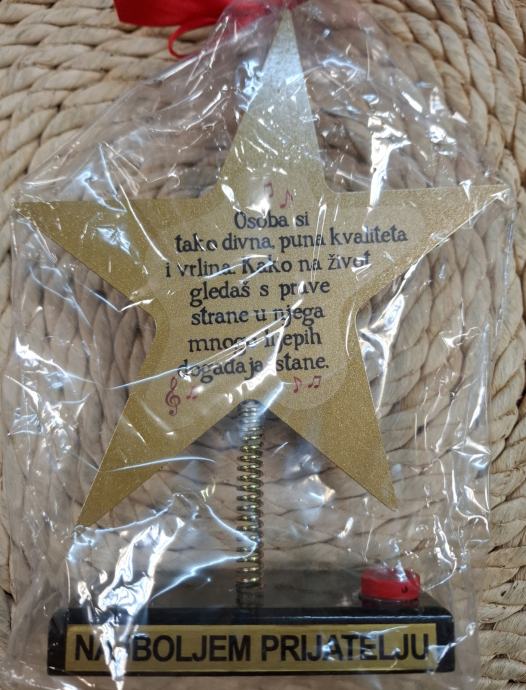 Osoba si
tako divna, puna kvaliteta
i vrlina. Kako na život
gledaš s prave
strane u njega
mnogo lijepih
događaja stane.
NAJBOLJEM PRIJATELJU